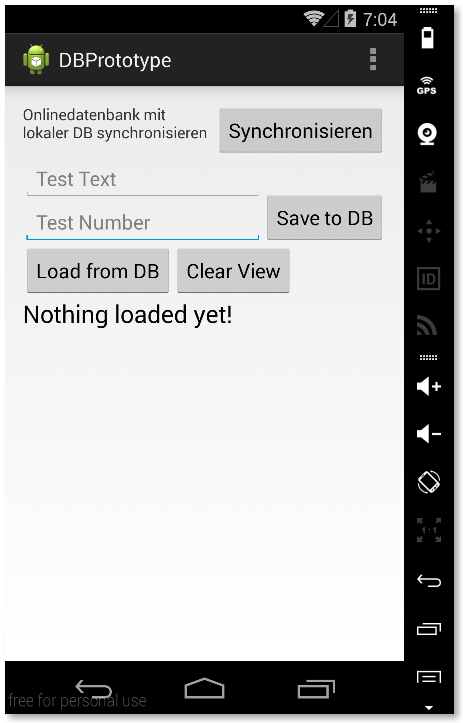 7:04
DBPrototype
GPS
Onlinedatenbank mit
lokaler DB synchronisieren
Synchronisieren
Test Text
Test Number
Save to DB
ID
Load from DB
Clear View
Nothing loaded yet!
1:1
free for personal use